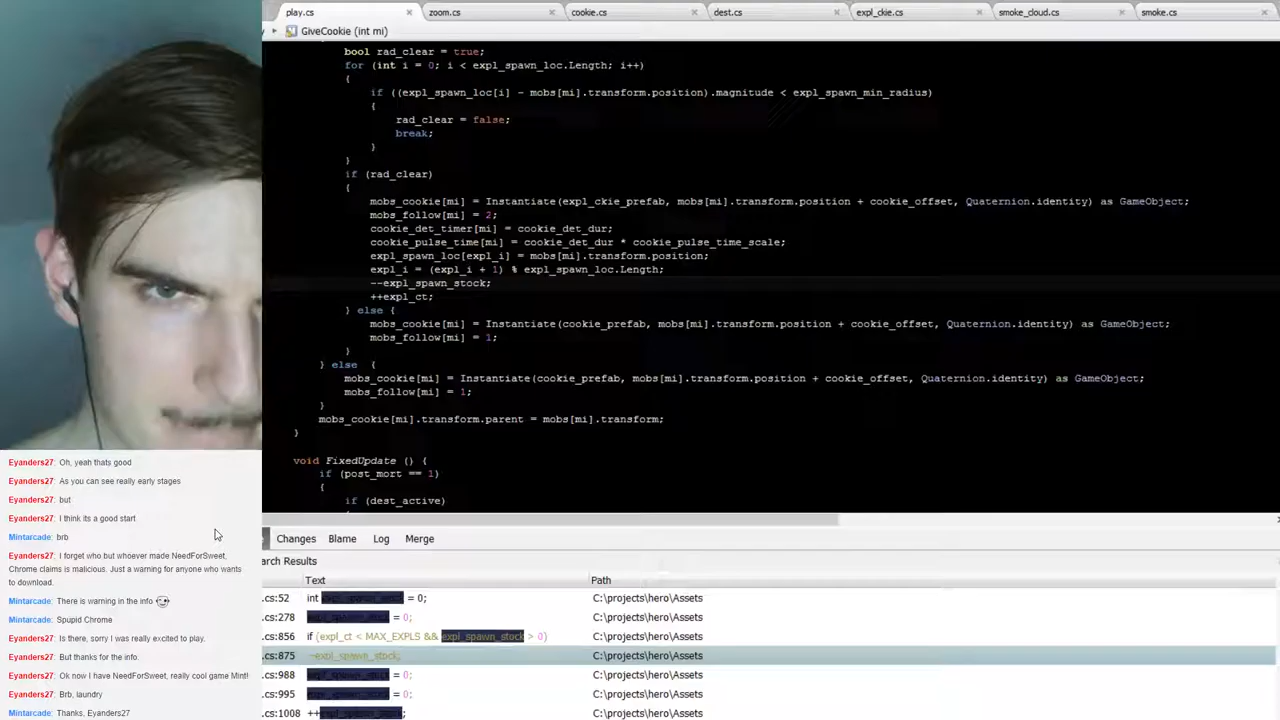 play.cs
zoom.cs
cookie.cs
dest.cs
expl_ckie.cs
smoke_cloud.cs
smoke.cs
GiveCookie (int mi)
bool rad_clear = true;
for (int i = 0; i < expl_spawn_loc.Length; i++)
{
if ((expl_spawn_loc[i] - mobs[mi].transform.position).magnitude < expl_spawn_min_radius)
{
rad_clear = false;
break;
}
}
if (rad_clear)
{
mobs_cookie[mi] = Instantiate(expl_ckie_prefab, mobs[mi].transform.position + cookie_offset, Quaternion.identity) as GameObject;
mobs_follow[mi] = 2;
cookie_det_timer[mi] = cookie_det_dur;
cookie_pulse_time[mi] = cookie_det_dur * cookie_pulse_time_scale;
expl_spawn_loc[expl_i] = mobs[mi].transform.position;
expl_i = (expl_i + 1) % expl_spawn_loc.Length;
--expl_spawn_stock;
++expl_ct;
} else {
mobs_cookie[mi] = Instantiate(cookie_prefab, mobs[mi].transform.position + cookie_offset, Quaternion.identity) as GameObject;
mobs_follow[mi] = 1;
}
} else {
mobs_cookie[mi] = Instantiate(cookie_prefab, mobs[mi].transform.position + cookie_offset, Quaternion.identity) as GameObject;
mobs_follow[mi] = 1;
}
mobs_cookie[mi].transform.parent = mobs[mi].transform;
}
void FixedUpdate () {
if (post_mort == 1)
{
if (dest_active)
Eyanders27: Oh, yeah thats good
Eyanders27: As you can see really early stages
Eyanders27: but
Eyanders27: I think its a good start
Mintarcade: brb
Eyanders27: I forget who but whoever made NeedForSweet,
Chrome claims is malicious. Just a warning for anyone who wants
to download.
Mintarcade: There is warning in the info
Mintarcade: Spupid Chrome
Eyanders27: Is there, sorry I was really excited to play.
Eyanders27: But thanks for the info.
Eyanders27: Ok now I have NeedForSweet, really cool game Mint!
Eyanders27: Brb, laundry
Mintarcade: Thanks, Eyanders27
Changes Blame Log Merge
arch Results
Text Path
.cs:52 int expl_spawn_stock = 0; C:\projects\hero\Assets
.cs:278 expl_spawn_stock = 0; C:\projects\hero\Assets
.cs:856 if (expl_ct < MAX_EXPLS && expl_spawn_stock > 0) C:\projects\hero\Assets
.cs:875 --expl_spawn_stock; C:\projects\hero\Assets
.cs:988 expl_spawn_stock = 0; C:\projects\hero\Assets
.cs:995 expl_spawn_stock = 0; C:\projects\hero\Assets
.cs:1008 ++expl_spawn_stock; C:\projects\hero\Assets